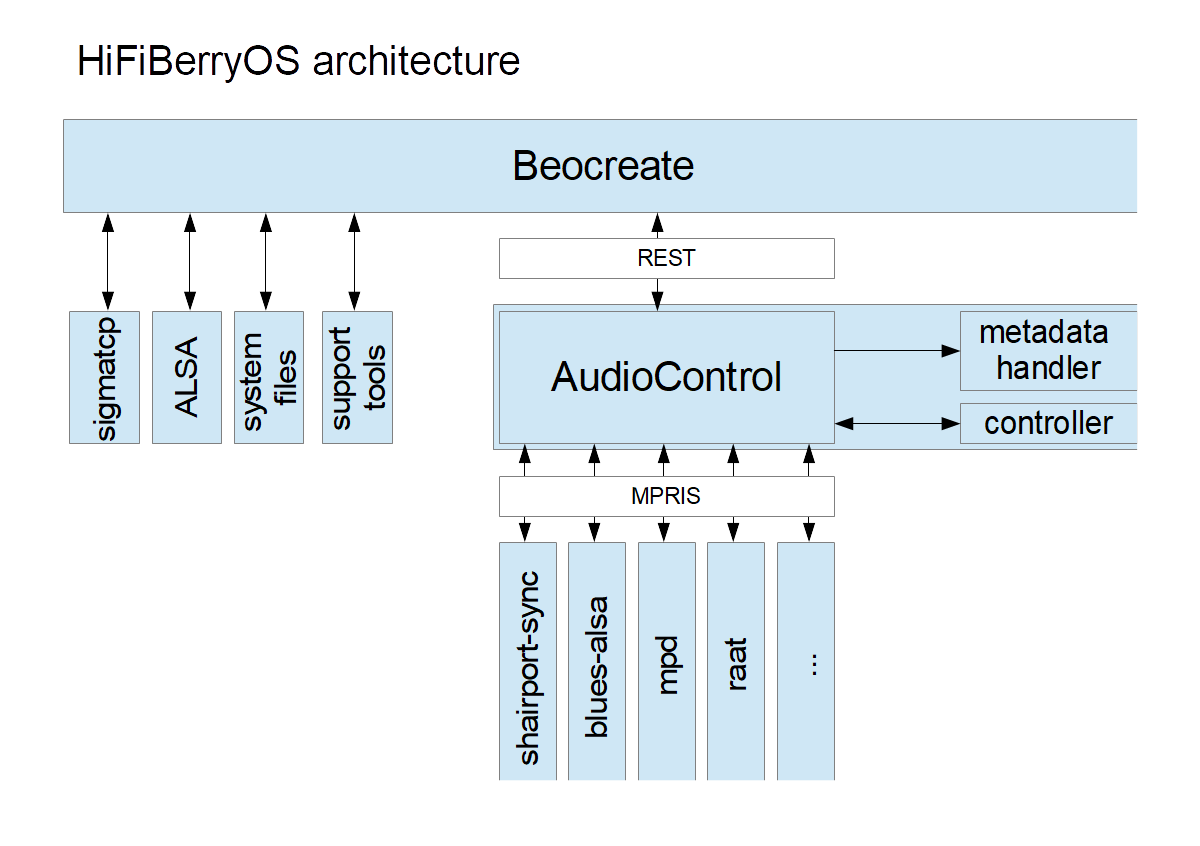 HiFiBerryOS architecture
Beocreate
REST
sigmatcp
ALSA
system
files
support
tools
AudioControl
metadata
handler
controller
MPRIS
shairport-sync
blues-alsa
mpd
raat
...